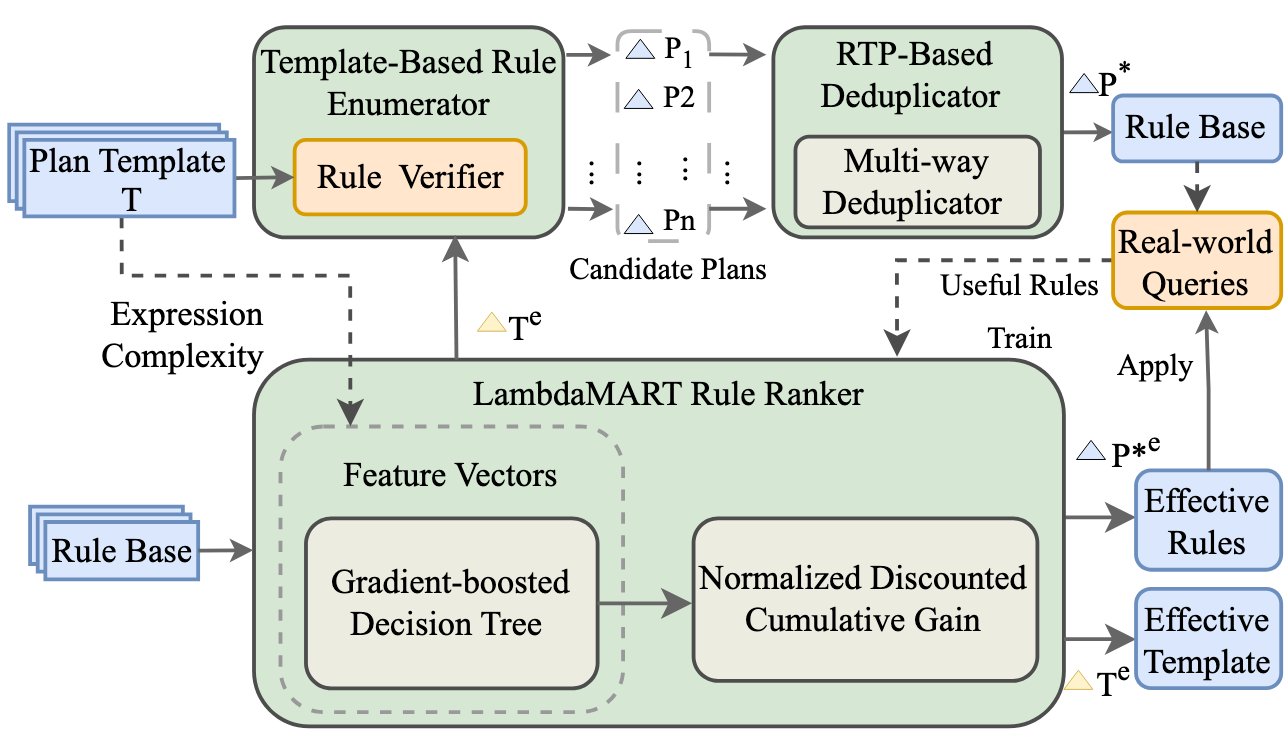 Template-Based Rule
Enumerator
Rule Verifier
Plan Template
T
P1
P2
⋮ ⋮ ⋮ ⋮
Pn
Candidate Plans
RTP-Based
Deduplicator
Multi-way
Deduplicator
P*
Rule Base
Real-world
Queries
Useful Rules
Train
Apply
Expression
Complexity
Te
LambdaMART Rule Ranker
Feature Vectors
Rule Base
Gradient-boosted
Decision Tree
Normalized Discounted
Cumulative Gain
P*e
Effective
Rules
Effective
Template
Te